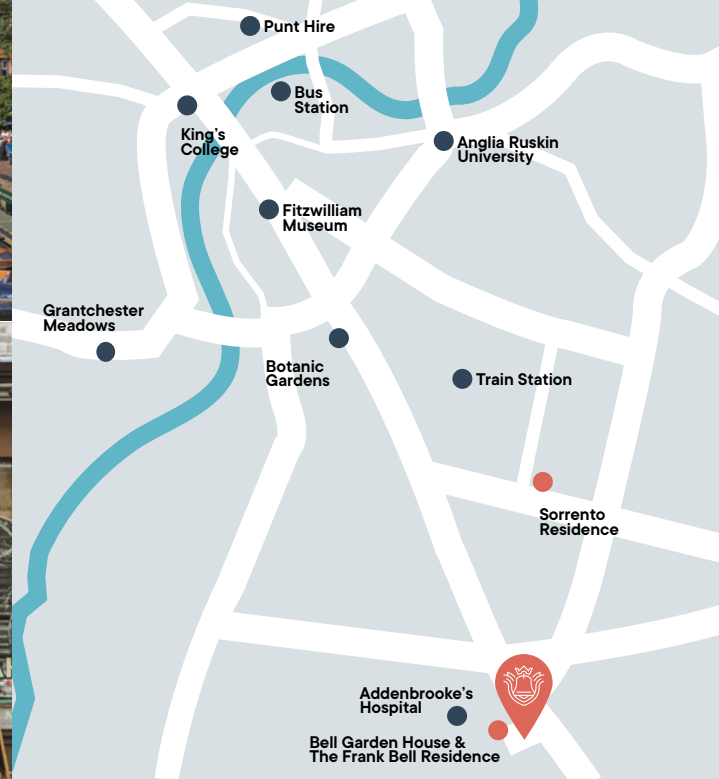 Punt Hire
Bus
Station
King's
College
Anglia Ruskin
University
Fitzwilliam
Museum
Grantchester
Meadows
Botanic
Gardens
Train Station
Sorrento
Residence
Addenbrooke's
Hospital
Bell Garden House &
The Frank Bell Residence